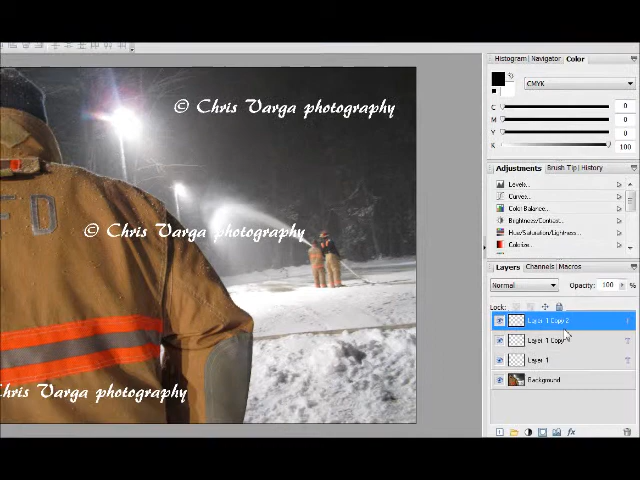 Histogram Navigator Color
CMYK
C 0
M 0
Y 0
K 100
Adjustments Brush Tip History
Levels...
Curves...
Color Balance...
Brightness/Contrast...
Hue/Saturation/Lightness...
Colorize...
Layers Channels Macros
Normal Opacity: 100 %
Lock:
Layer 1 Copy 2
Layer 1 Copy
Layer 1
Background
© Chris Varga photography
© Chris Varga photography
FD
Chris Varga photography